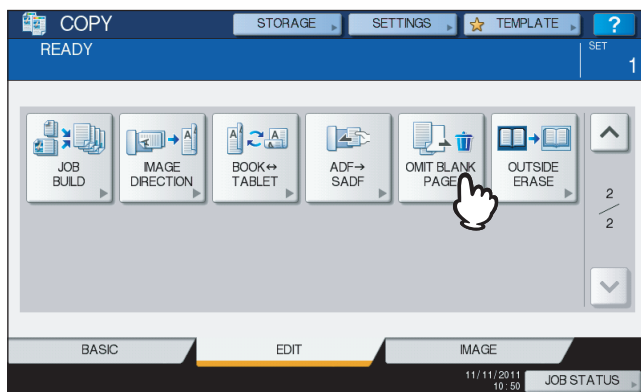 COPY
STORAGE
SETTINGS
TEMPLATE
?
READY
SET
1
JOB
BUILD
IMAGE
DIRECTION
BOOK↔
TABLET
ADF→
SADF
OMIT BLANK
PAGE
OUTSIDE
ERASE
2
2
BASIC
EDIT
IMAGE
11/11/2011
10:50
JOB STATUS